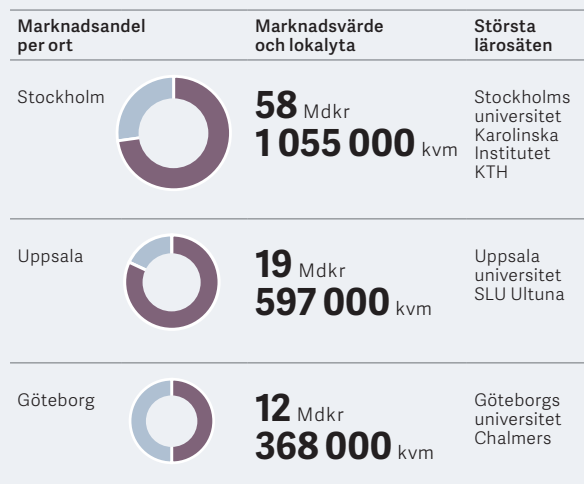 Marknadsandel
per ort
Marknadsvärde
och lokalyta
Största
lärosäten
Stockholm
58 Mdkr
1 055 000 kvm
Stockholms
universitet
Karolinska
Institutet
KTH
Uppsala
19 Mdkr
597 000 kvm
Uppsala
universitet
SLU Ultuna
Göteborg
12 Mdkr
368 000 kvm
Göteborgs
universitet
Chalmers